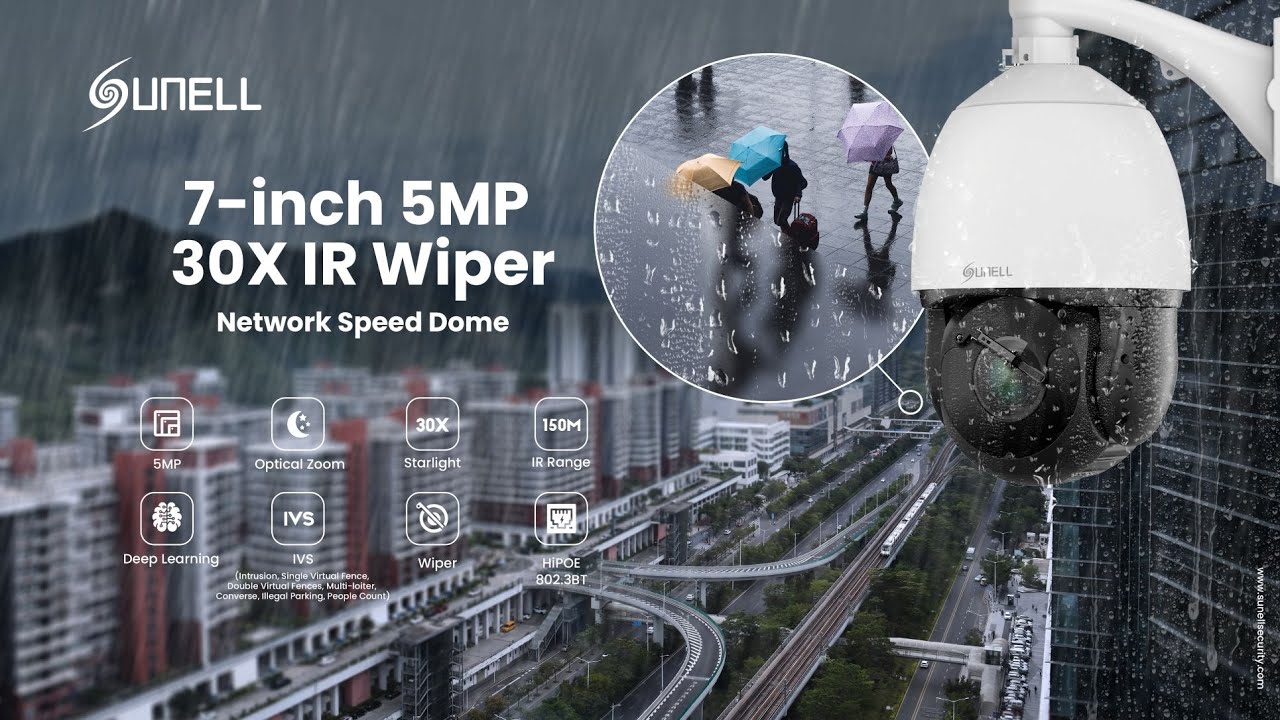 SUNELL
7-inch 5MP
30X IR Wiper
Network Speed Dome
SUNELL
5MP
Optical Zoom
30X
Starlight
150M
IR Range
Deep Learning
IVS
IVS
(Intrusion, Single Virtual Fence,
Double Virtual Fences, Multi-loiter,
Converse, Illegal Parking, People Count)
Wiper
HiPOE
802.3BT
www.sunellsecurity.com